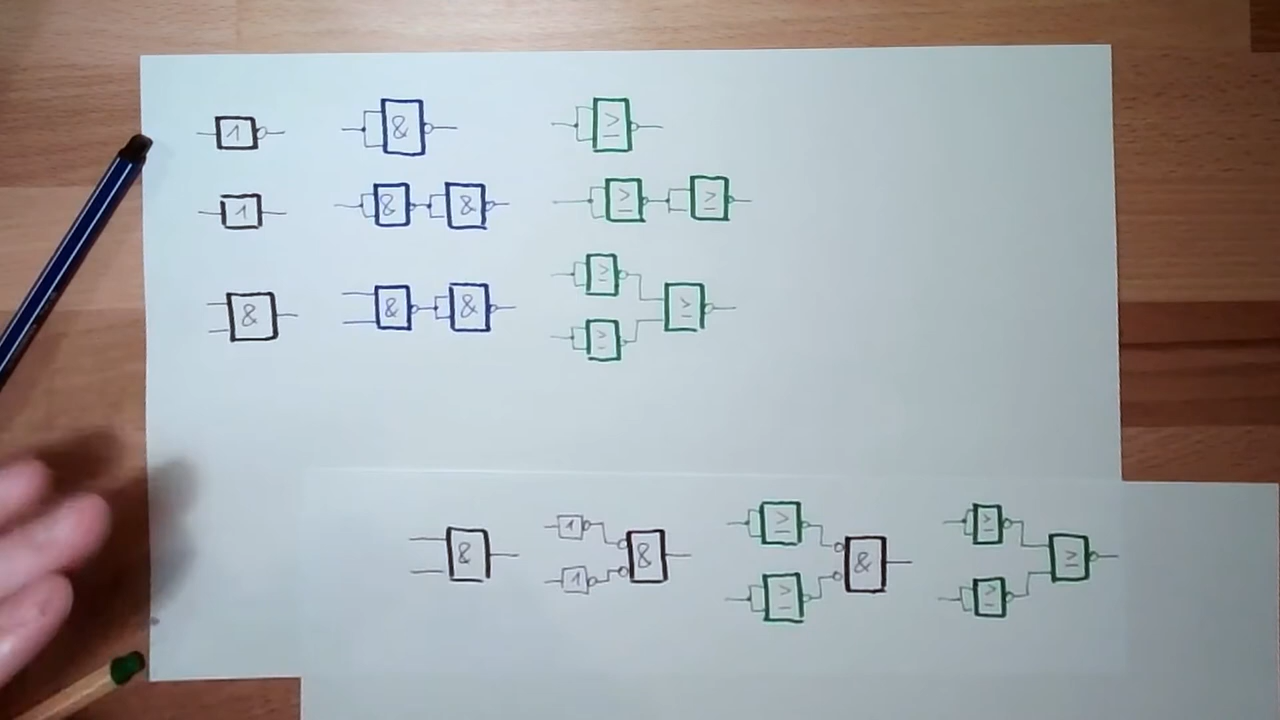 1 & ≥
1 & & ≥ ≥
≥
& & & ≥
≥
1 ≥ ≥
& & & ≥
1 ≥ ≥